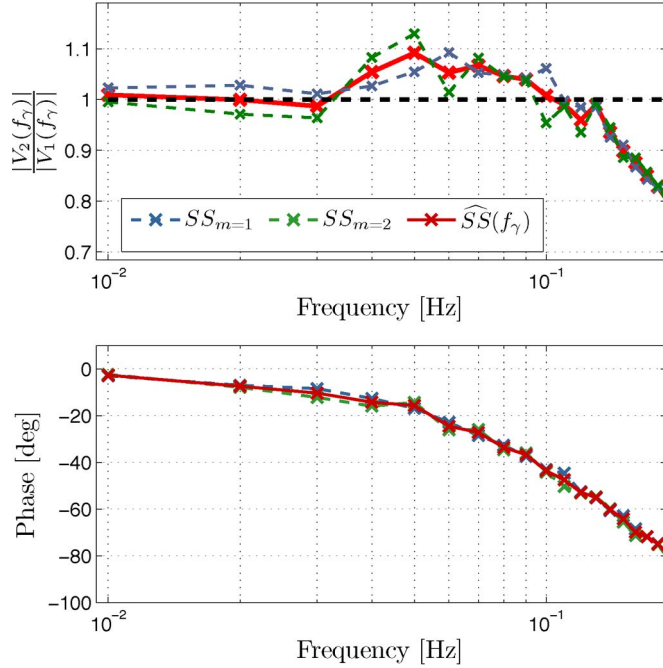 1.1
1
0.9
0.8
0.7
|V₂(fᵧ)|
|V₁(fᵧ)|
SSₘ₌₁ SSₘ₌₂ \widehat{SS}(fᵧ)
10⁻² 10⁻¹
Frequency [Hz]
0
−20
−40
−60
−80
−100
Phase [deg]
10⁻² 10⁻¹
Frequency [Hz]